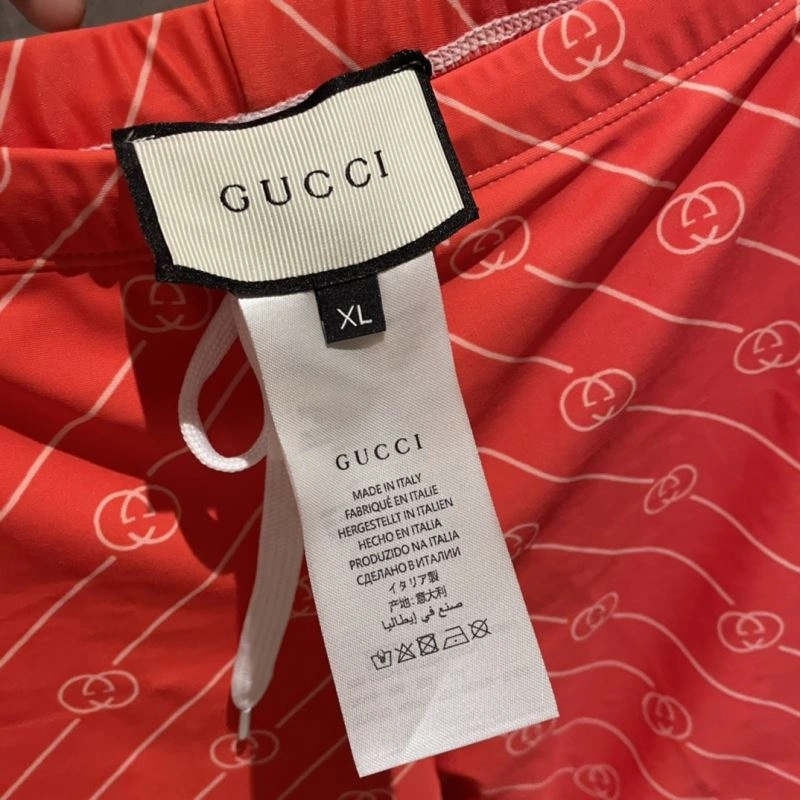 GUCCI
XL
GUCCI
MADE IN ITALY
FABRIQUÉ EN ITALIE
HERGESTELLT IN ITALIEN
HECHO EN ITALIA
PRODUZIDO NA ITALIA
СДЕЛАНО В ИТАЛИИ
イタリア製
产地:意大利
صنع في إيطاليا